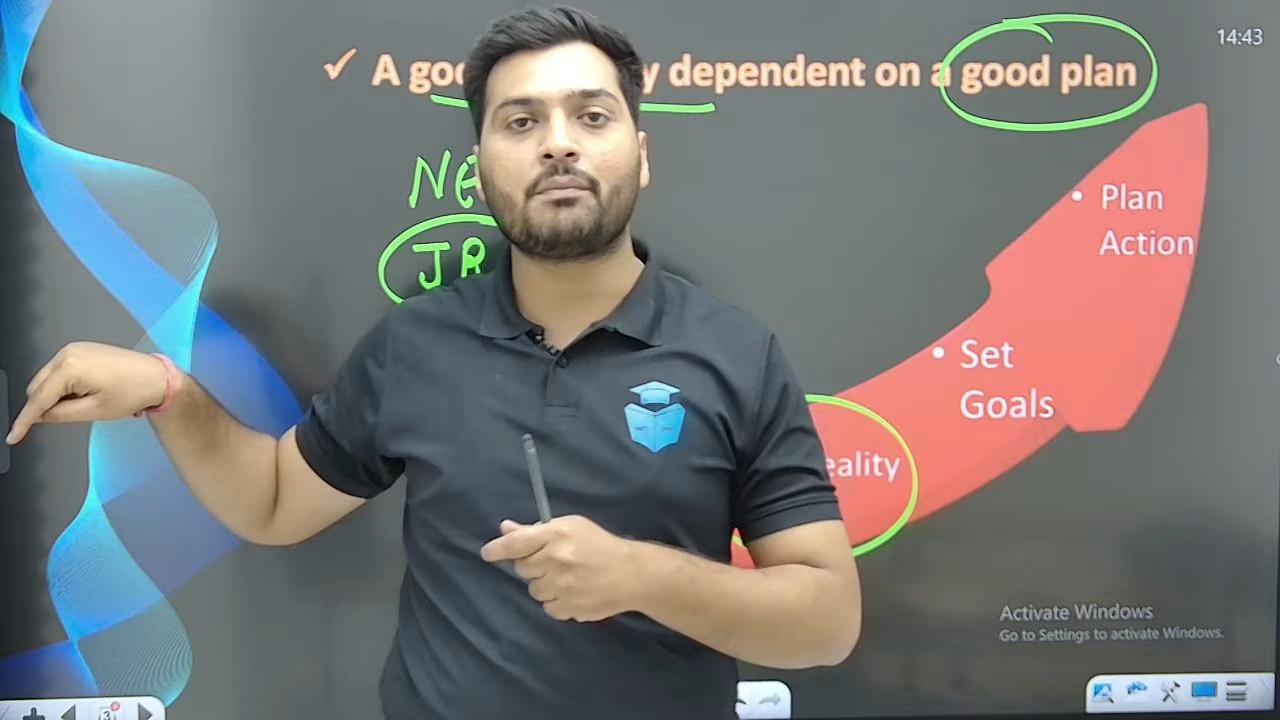 14:43
✓ A goo y dependent on a good plan
NE
JR
• Plan
Action
• Set
Goals
eality
Activate Windows
Go to Settings to activate Windows.
3